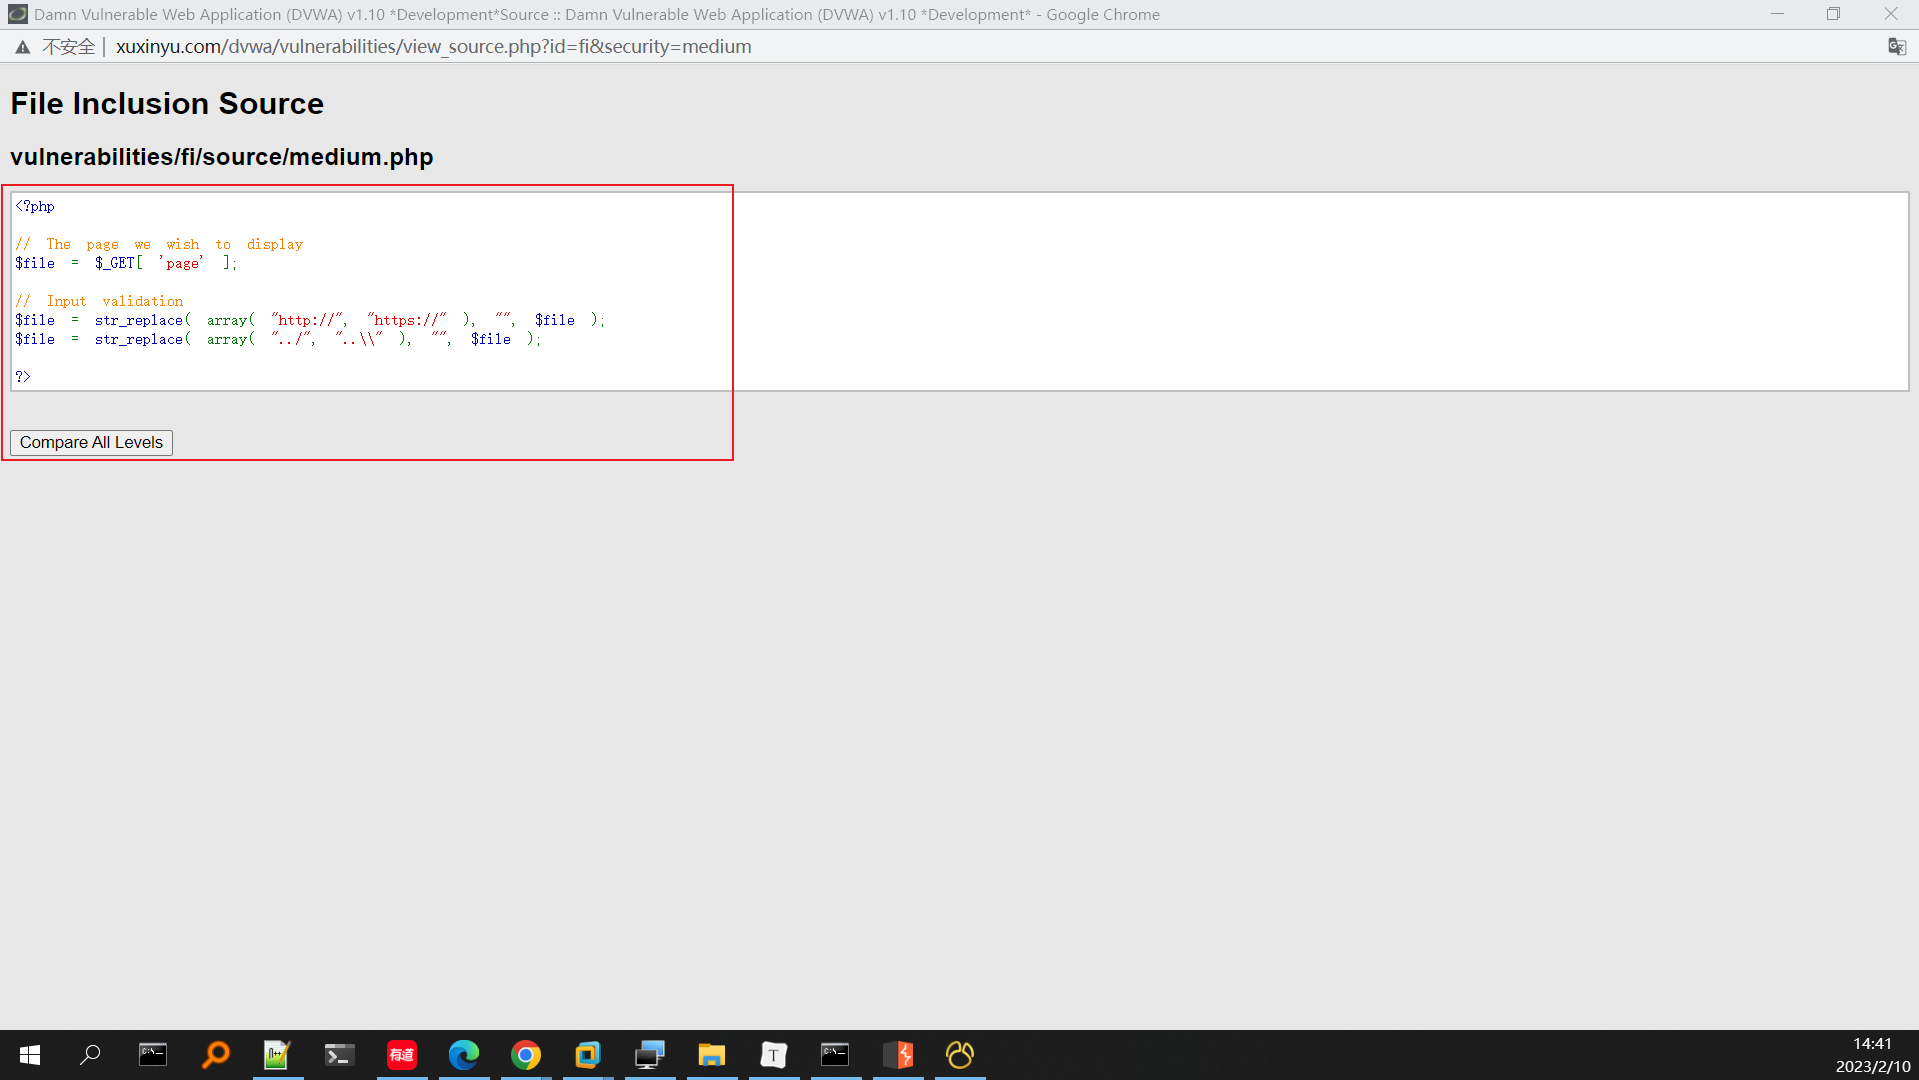 Damn Vulnerable Web Application (DVWA) v1.10 *Development*Source :: Damn Vulnerable Web Application (DVWA) v1.10 *Development* - Google Chrome
不安全 | xuxinyu.com/dvwa/vulnerabilities/view_source.php?id=fi&security=medium
File Inclusion Source
vulnerabilities/fi/source/medium.php
<?php
// The page we wish to display
$file = $_GET[ 'page' ];
// Input validation
$file = str_replace( array( "http://", "https://" ), "", $file );
$file = str_replace( array( "../", "..\\" ), "", $file );
?>
Compare All Levels
有道
T
14:41
2023/2/10